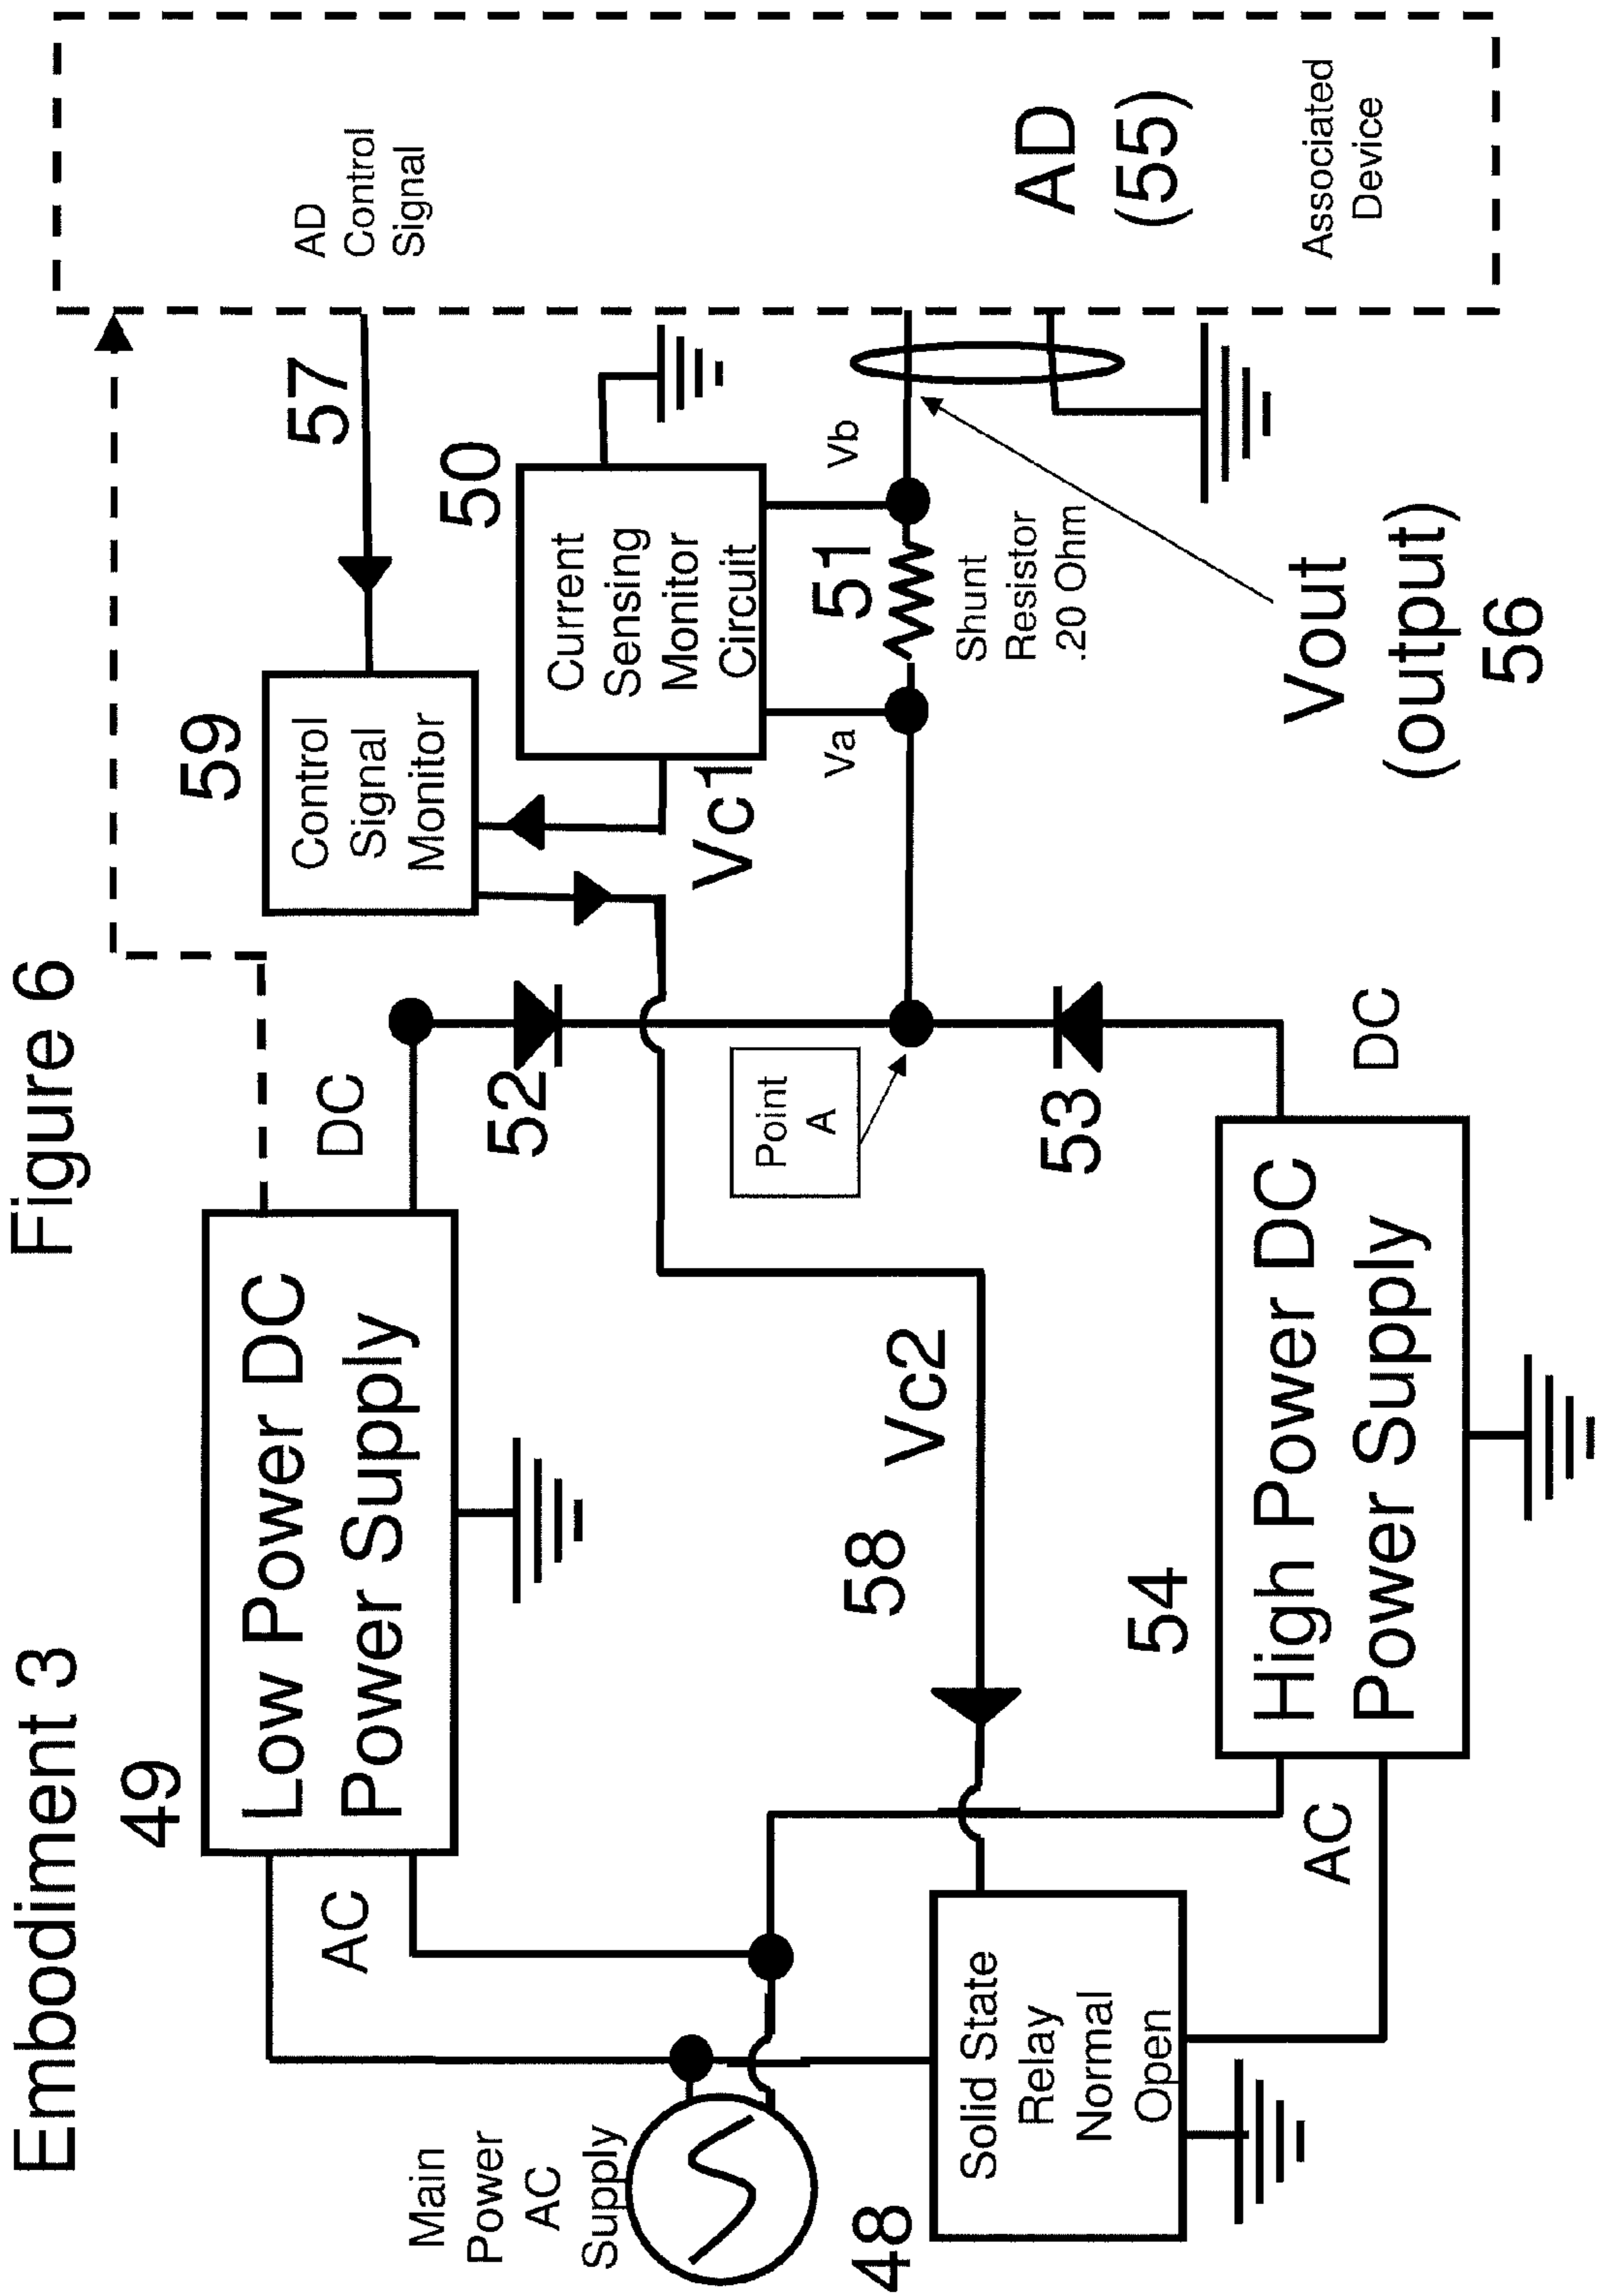 Embodiment 3
Figure 6
49
Low Power DC
Power Supply
AC
DC
59
Control
Signal
Monitor
57
AD
Control
Signal
50
Current
Sensing
Monitor
Circuit
Vc1
Main
Power
AC
Supply
52
Point
A
Va
Vb
51
Shunt
Resistor
.20 Ohm
AD
(55)
Associated
Device
48
Solid State
Relay
Normal
Open
58
Vc2
53
54
High Power DC
Power Supply
AC
DC
Vout
(output)
56